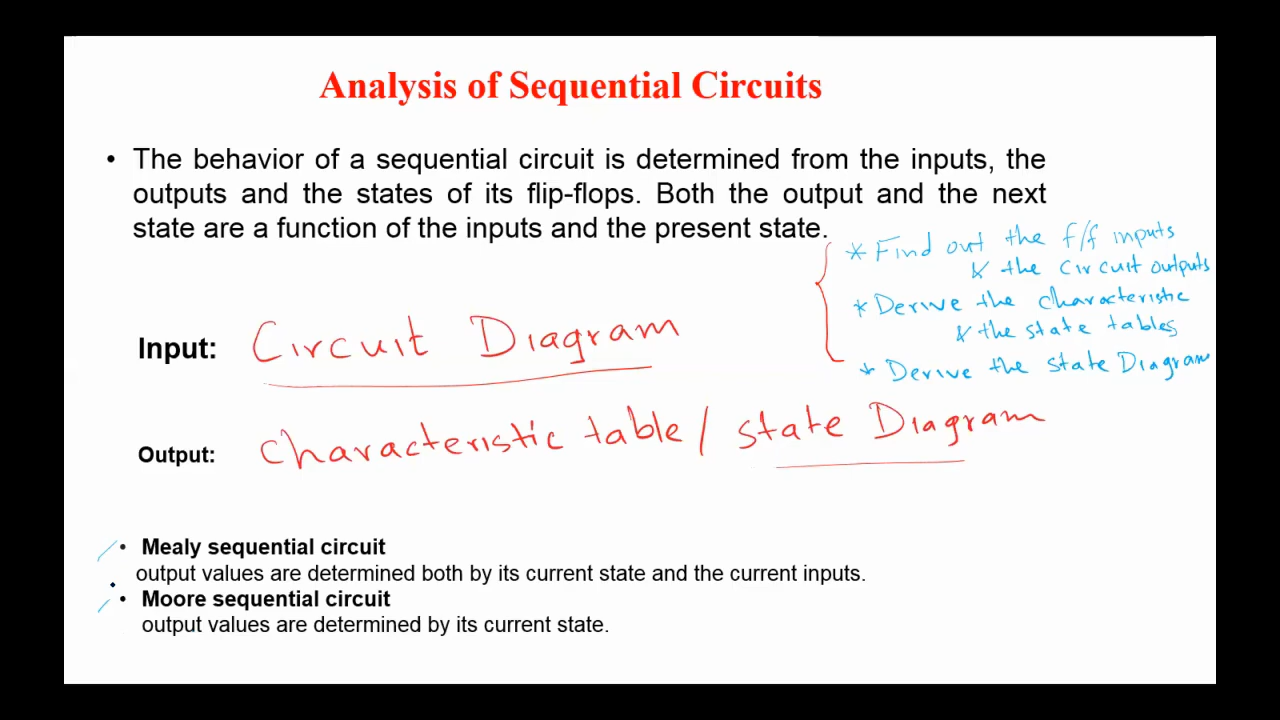 Analysis of Sequential Circuits
• The behavior of a sequential circuit is determined from the inputs, the
outputs and the states of its flip-flops. Both the output and the next
state are a function of the inputs and the present state.
* Find out the f/f inputs
& the circuit outputs
* Derive the characteristic
& the state tables
* Derive the state Diagram
Input: Circuit Diagram
Output: characteristic table / state Diagram
• Mealy sequential circuit
output values are determined both by its current state and the current inputs.
• Moore sequential circuit
output values are determined by its current state.